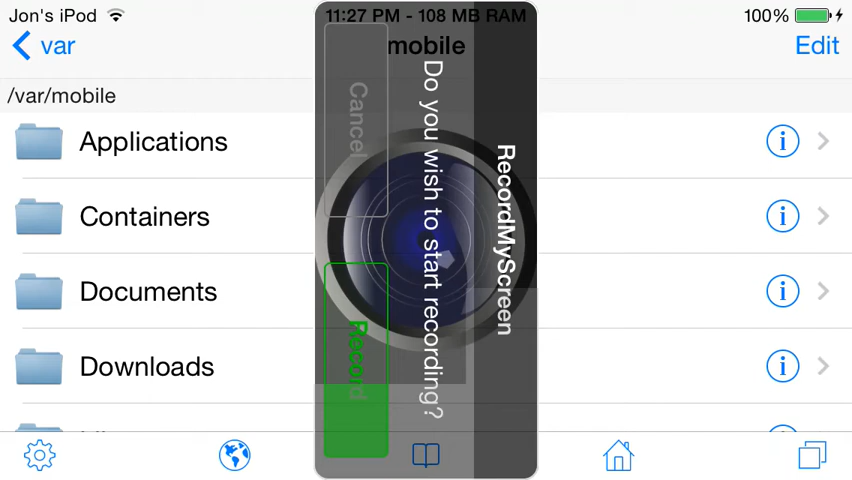 Jon's iPod
11:27 PM - 108 MB RAM
100%
var
mobile
Edit
/var/mobile
Applications
Containers
Documents
Downloads
RecordMyScreen
Do you wish to start recording?
Cancel
Record